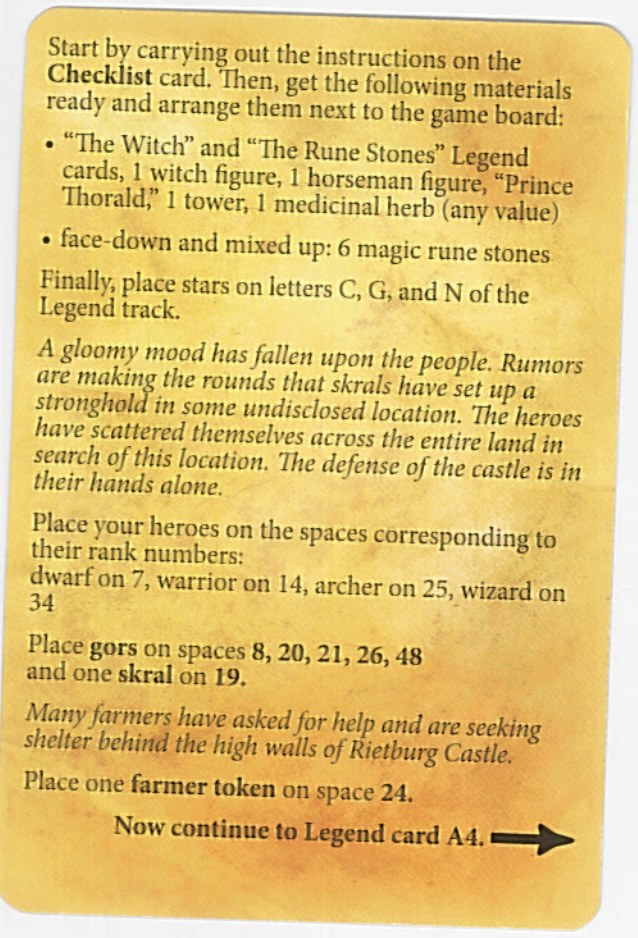 Start by carrying out the instructions on the
Checklist card. Then, get the following materials
ready and arrange them next to the game board:
• “The Witch” and “The Rune Stones” Legend
cards, 1 witch figure, 1 horseman figure, “Prince
Thorald,” 1 tower, 1 medicinal herb (any value)
• face-down and mixed up: 6 magic rune stones
Finally, place stars on letters C, G, and N of the
Legend track.
A gloomy mood has fallen upon the people. Rumors
are making the rounds that skrals have set up a
stronghold in some undisclosed location. The heroes
have scattered themselves across the entire land in
search of this location. The defense of the castle is in
their hands alone.
Place your heroes on the spaces corresponding to
their rank numbers:
dwarf on 7, warrior on 14, archer on 25, wizard on
34
Place gors on spaces 8, 20, 21, 26, 48
and one skral on 19.
Many farmers have asked for help and are seeking
shelter behind the high walls of Rietburg Castle.
Place one farmer token on space 24.
Now continue to Legend card A4.